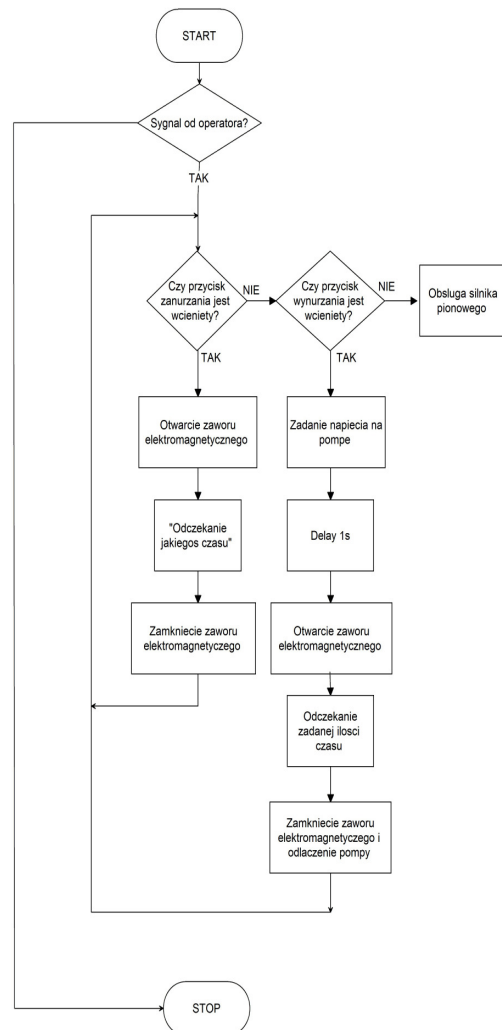 START
Sygnal od operatora?
TAK
Czy przycisk
zanurzania jest
wcieniety?
NIE
Czy przycisk
wynurzania jest
wcieniety?
NIE
Obsluga silnika
pionowego
TAK
TAK
Otwarcie zaworu
elektromagnetycznego
Zadanie napiecia na
pompe
"Odczekanie
jakiegos czasu"
Delay 1s
Zamkniecie zaworu
elektromagnetyczego
Otwarcie zaworu
elektromagnetycznego
Odczekanie
zadanej ilosci
czasu
Zamkniecie zaworu
elektromagnetyczego i
odlaczenie pompy
STOP